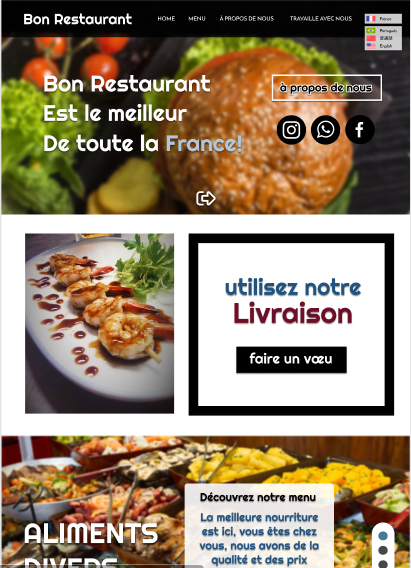 Bon Restaurant
HOME MENU À PROPOS DE NOUS TRAVAILLE AVEC NOUS
France
Português
English
Bon Restaurant
Est le meilleur
De toute la France!
à propos de nous
utilisez notre
Livraison
faire un vœu
Découvrez notre menu
La meilleure nourriture
est ici, vous êtes chez
vous, nous avons de la
qualité et des prix
ALIMENTS
DIVERS